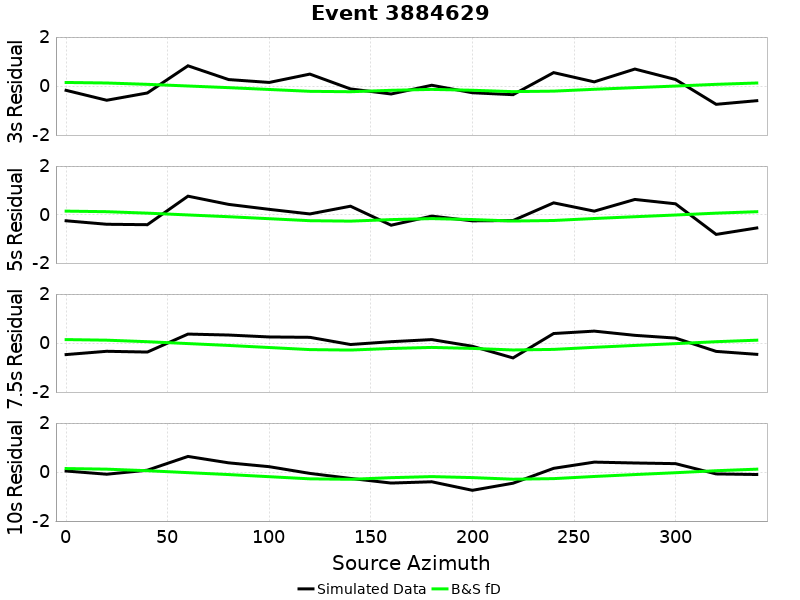 Event 3884629
3s Residual
2
0
-2
5s Residual
2
0
-2
7.5s Residual
2
0
-2
10s Residual
2
0
-2
0 50 100 150 200 250 300
Source Azimuth
Simulated Data B&S fD